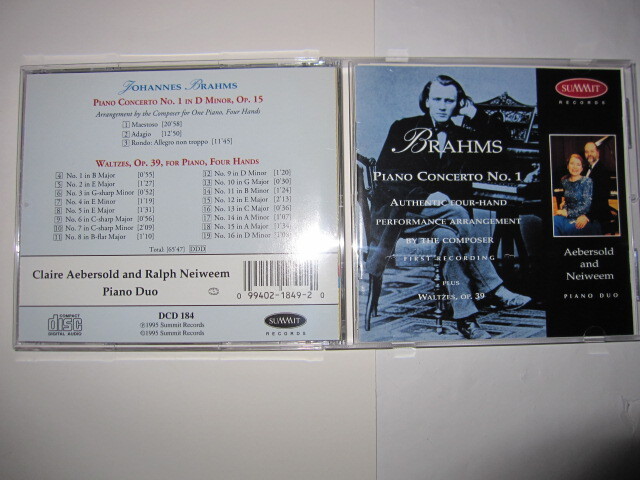 JOHANNES BRAHMS
PIANO CONCERTO NO. 1 IN D MINOR, OP. 15
Arrangement by the Composer for One Piano, Four Hands
1 Maestoso [20'58]
2 Adagio [12'50]
3 Rondo: Allegro non troppo [11'45]
WALTZES, OP. 39, FOR PIANO, FOUR HANDS
4 No. 1 in B Major [0'55]
5 No. 2 in E Major [1'27]
6 No. 3 in G-sharp Minor [0'52]
7 No. 4 in E Minor [1'19]
8 No. 5 in E Major [1'31]
9 No. 6 in C-sharp Major [0'56]
10 No. 7 in C-sharp Minor [2'09]
11 No. 8 in B-flat Major [1'10]
12 No. 9 in D Minor [1'20]
13 No. 10 in G Major [0'30]
14 No. 11 in B Minor [1'24]
15 No. 12 in E Major [2'13]
16 No. 13 in C Major [0'36]
17 No. 14 in A Minor [1'07]
18 No. 15 in A Major
19 No. 16 in D Minor
Total: [65'47] DDD
Claire Aebersold and Ralph Neiweem
Piano Duo
0 99402-1849-2 0
COMPACT
disc
DIGITAL AUDIO
DCD 184
℗1995 Summit Records
©1995 Summit Records
SUMMIT
RECORDS
BRAHMS
PIANO CONCERTO NO. 1
AUTHENTIC FOUR-HAND
PERFORMANCE ARRANGEMENT
BY THE COMPOSER
~ FIRST RECORDING ~
PLUS
WALTZES, OP. 39
SUMMIT
RECORDS
Aebersold
and
Neiweem
PIANO DUO